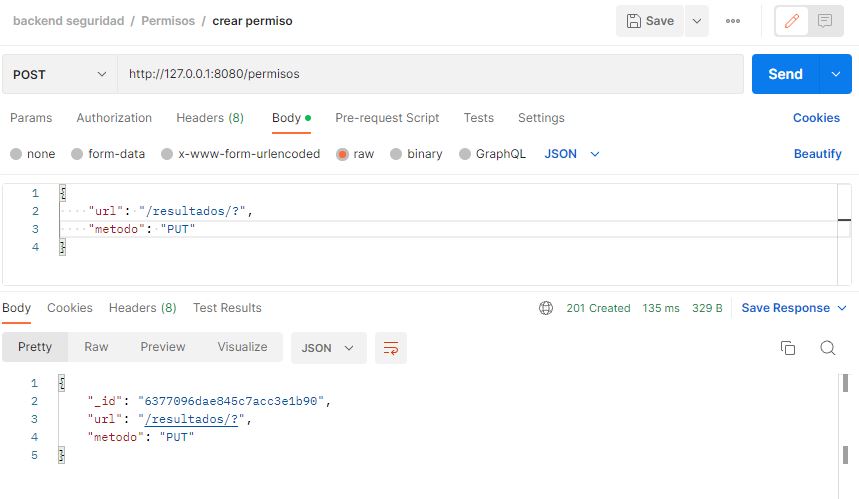 backend seguridad / Permisos / crear permiso Save
POST http://127.0.0.1:8080/permisos Send
Params Authorization Headers (8) Body Pre-request Script Tests Settings Cookies
none form-data x-www-form-urlencoded raw binary GraphQL JSON Beautify
1 {
2 "url": "/resultados/?",
3 "metodo": "PUT"
4 }
Body Cookies Headers (8) Test Results 201 Created 135 ms 329 B Save Response
Pretty Raw Preview Visualize JSON
1 {
2 "_id": "6377096dae845c7acc3e1b90",
3 "url": "/resultados/?",
4 "metodo": "PUT"
5 }